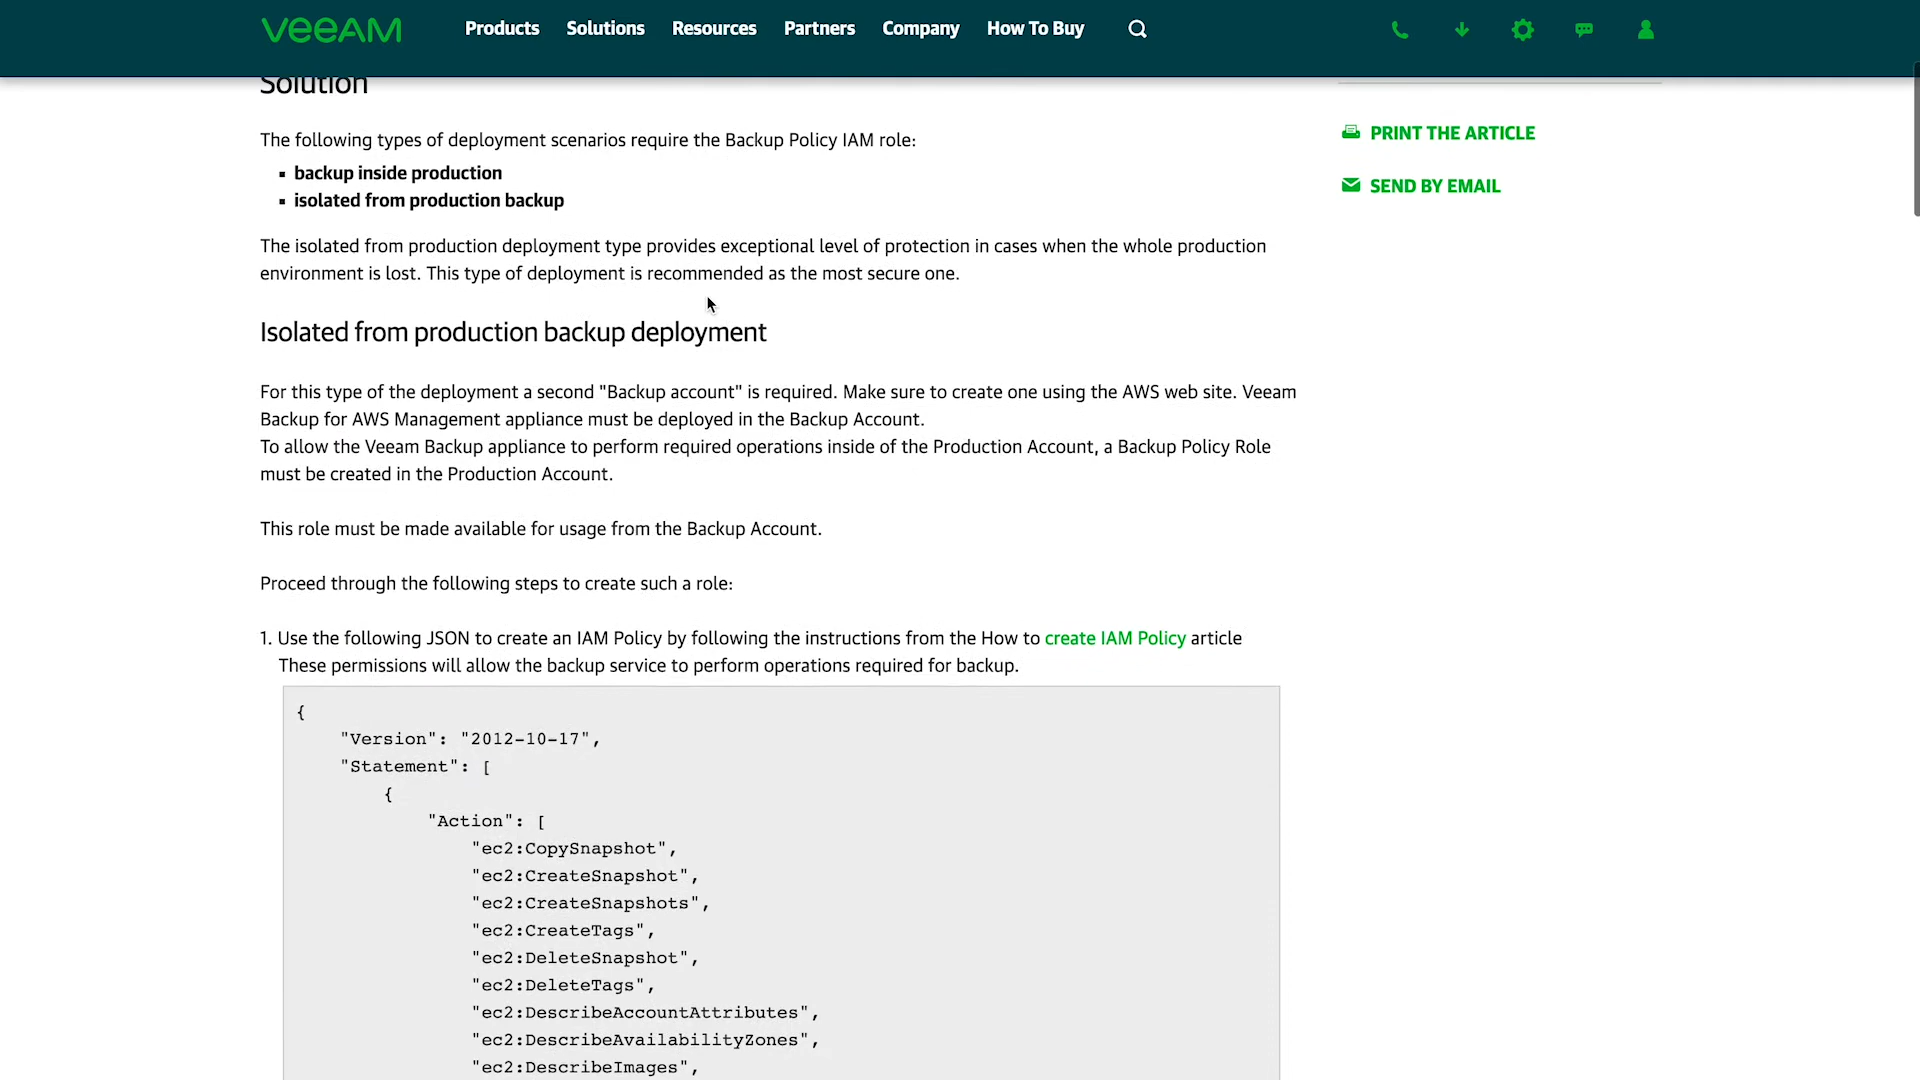 veeAM
Products
Solutions
Resources
Partners
Company
How To Buy
Solution
The following types of deployment scenarios require the Backup Policy IAM role:
▪ backup inside production
▪ isolated from production backup
The isolated from production deployment type provides exceptional level of protection in cases when the whole production
environment is lost. This type of deployment is recommended as the most secure one.
PRINT THE ARTICLE
SEND BY EMAIL
Isolated from production backup deployment
For this type of the deployment a second "Backup account" is required. Make sure to create one using the AWS web site. Veeam
Backup for AWS Management appliance must be deployed in the Backup Account.
To allow the Veeam Backup appliance to perform required operations inside of the Production Account, a Backup Policy Role
must be created in the Production Account.
This role must be made available for usage from the Backup Account.
Proceed through the following steps to create such a role:
1. Use the following JSON to create an IAM Policy by following the instructions from the How to create IAM Policy article
These permissions will allow the backup service to perform operations required for backup.
{
"Version": "2012-10-17",
"Statement": [
{
"Action": [
"ec2:CopySnapshot",
"ec2:CreateSnapshot",
"ec2:CreateSnapshots",
"ec2:CreateTags",
"ec2:DeleteSnapshot",
"ec2:DeleteTags",
"ec2:DescribeAccountAttributes",
"ec2:DescribeAvailabilityZones",
"ec2:DescribeImages",